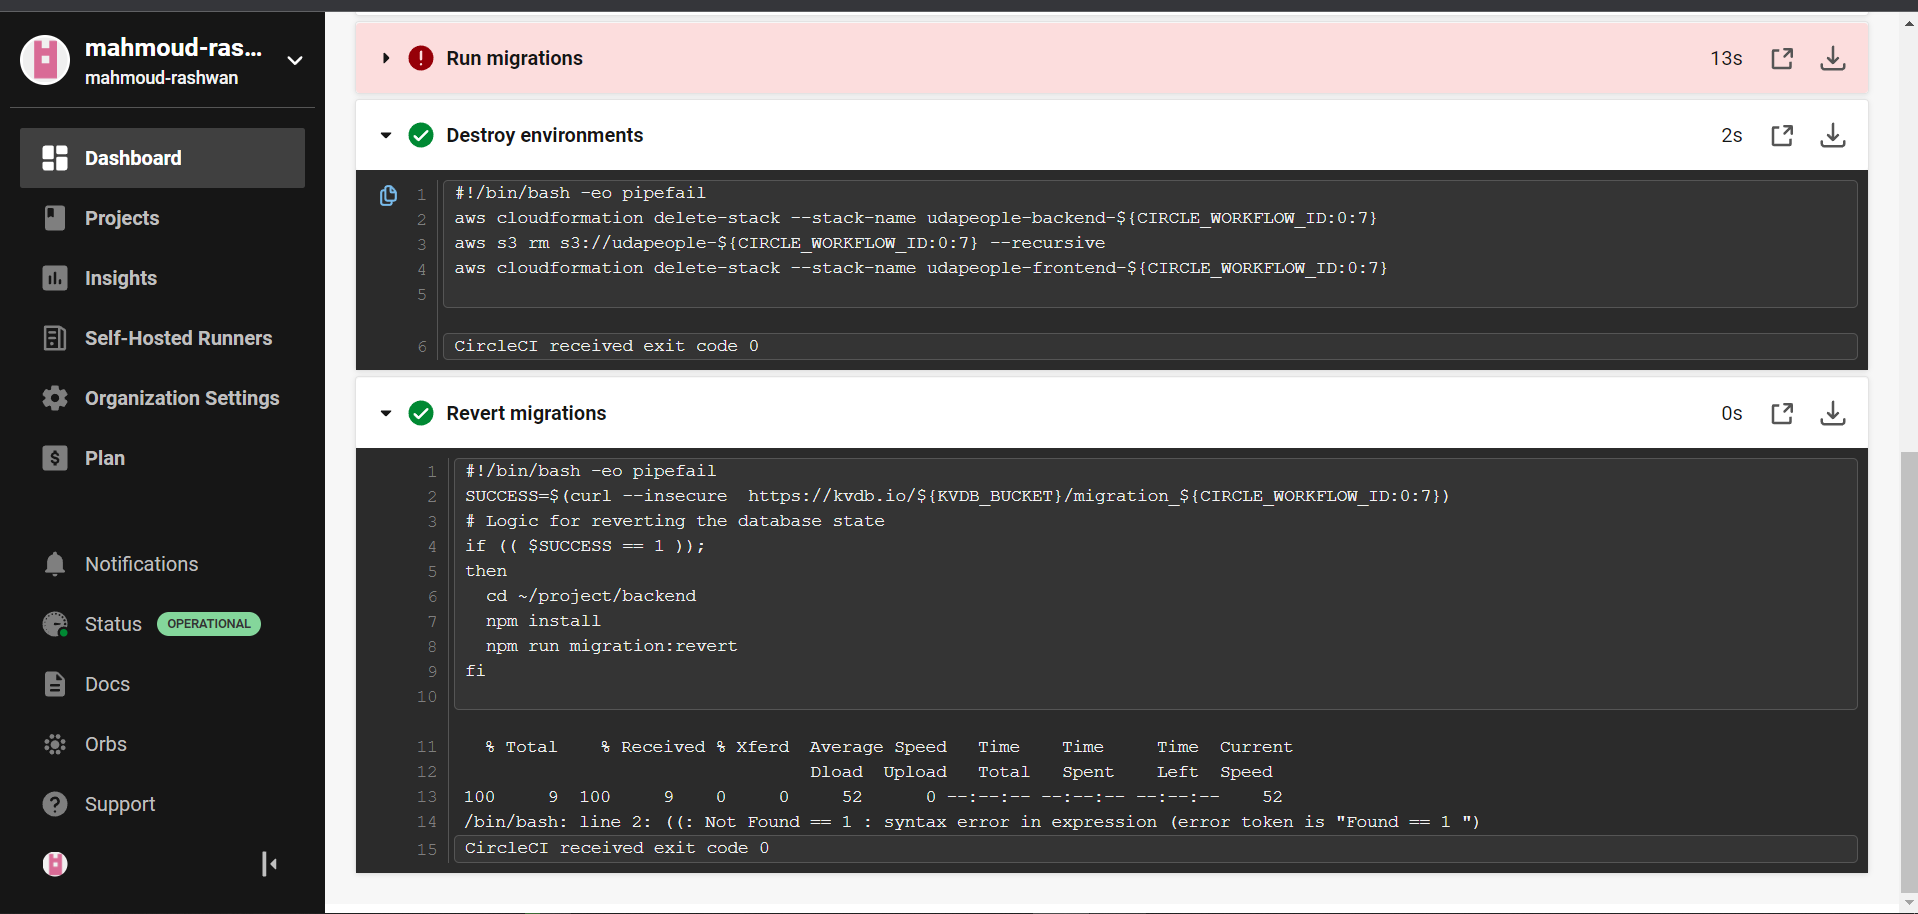 mahmoud-ras...
mahmoud-rashwan
Dashboard
Projects
Insights
Self-Hosted Runners
Organization Settings
$ Plan
Notifications
Status OPERATIONAL
Docs
Orbs
? Support
! Run migrations 13s
Destroy environments 2s
1 #!/bin/bash -eo pipefail
2 aws cloudformation delete-stack --stack-name udapeople-backend-${CIRCLE_WORKFLOW_ID:0:7}
3 aws s3 rm s3://udapeople-${CIRCLE_WORKFLOW_ID:0:7} --recursive
4 aws cloudformation delete-stack --stack-name udapeople-frontend-${CIRCLE_WORKFLOW_ID:0:7}
5
6 CircleCI received exit code 0
Revert migrations 0s
1 #!/bin/bash -eo pipefail
2 SUCCESS=$(curl --insecure  https://kvdb.io/${KVDB_BUCKET}/migration_${CIRCLE_WORKFLOW_ID:0:7})
3 # Logic for reverting the database state
4 if (( $SUCCESS == 1 ));
5 then
6   cd ~/project/backend
7   npm install
8   npm run migration:revert
9 fi
10
11   % Total    % Received % Xferd  Average Speed   Time    Time     Time  Current
12                                  Dload  Upload   Total   Spent    Left  Speed
13 100     9  100     9    0     0     52      0 --:--:-- --:--:-- --:--:--    52
14 /bin/bash: line 2: ((: Not Found == 1 : syntax error in expression (error token is "Found == 1 ")
15 CircleCI received exit code 0